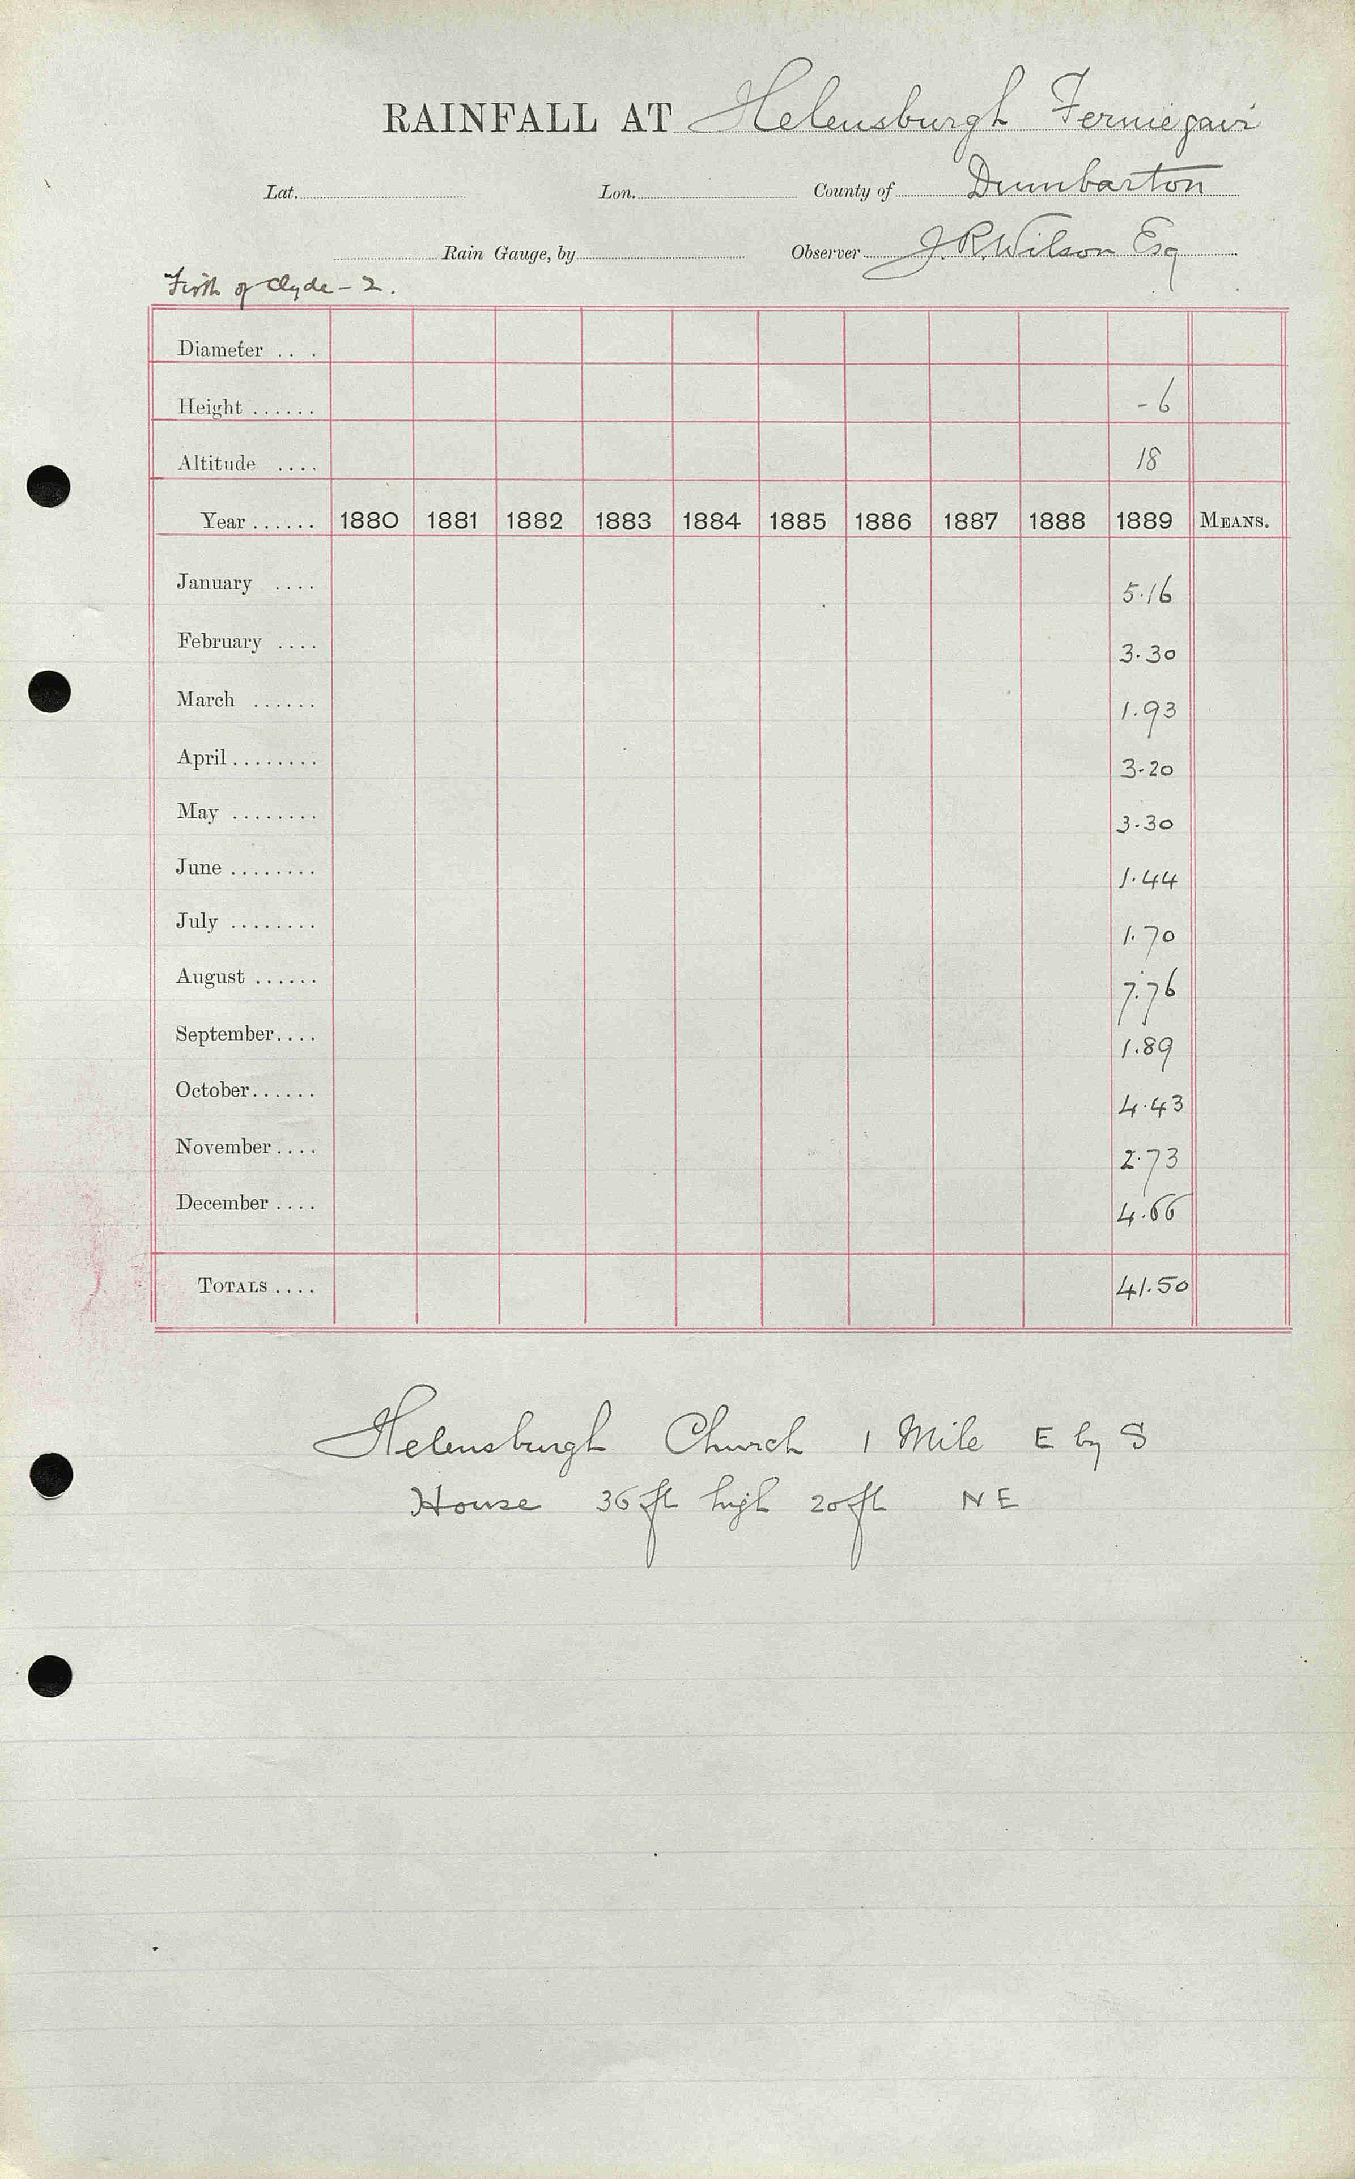 RAINFALL AT Helensburgh Ferniegair
Lat. Lon. County of Dumbarton
Rain Gauge, by Observer J. R. Wilson Esq
Firth of Clyde - 2.
Diameter ...
Height ...... -6
Altitude .... 18
Year ...... 1880 1881 1882 1883 1884 1885 1886 1887 1888 1889 MEANS.
January .... 5.16
February .... 3.30
March ...... 1.93
April ........ 3.20
May ........ 3.30
June ........ 1.44
July ........ 1.70
August ...... 7.76
September .... 1.89
October ...... 4.43
November .... 2.73
December .... 4.66
TOTALS .... 41.50
Helensburgh Church 1 Mile E by S
House 36 ft high 20 ft NE